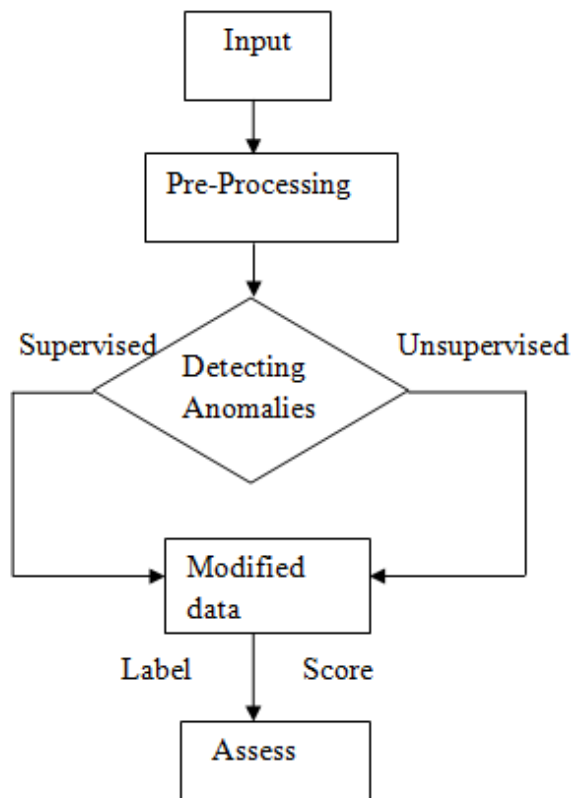 Input
Pre-Processing
Supervised
Unsupervised
Detecting
Anomalies
Modified
data
Label
Score
Assess